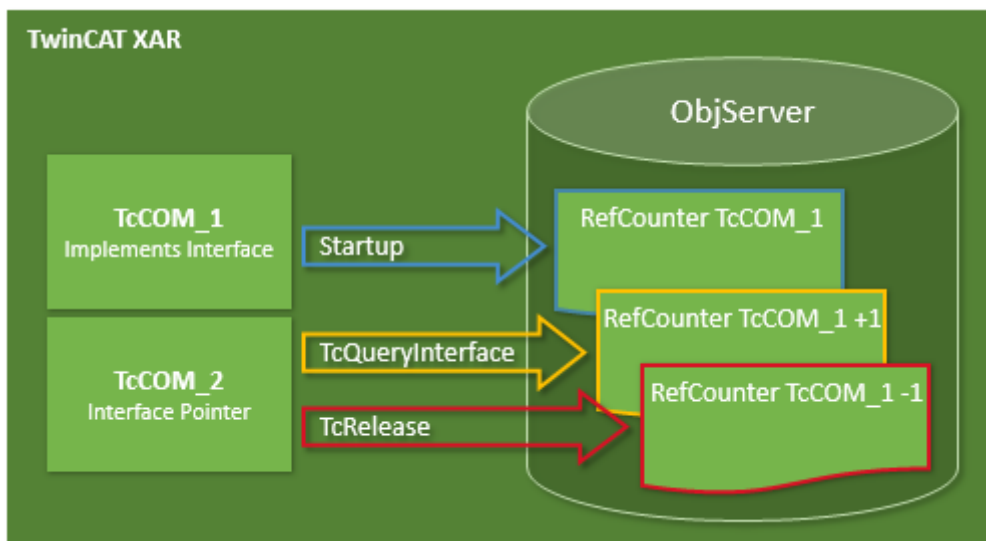 TwinCAT XAR
ObjServer
TcCOM_1
Implements Interface
Startup
RefCounter TcCOM_1
TcCOM_2
Interface Pointer
TcQueryInterface
RefCounter TcCOM_1 +1
TcRelease
RefCounter TcCOM_1 -1